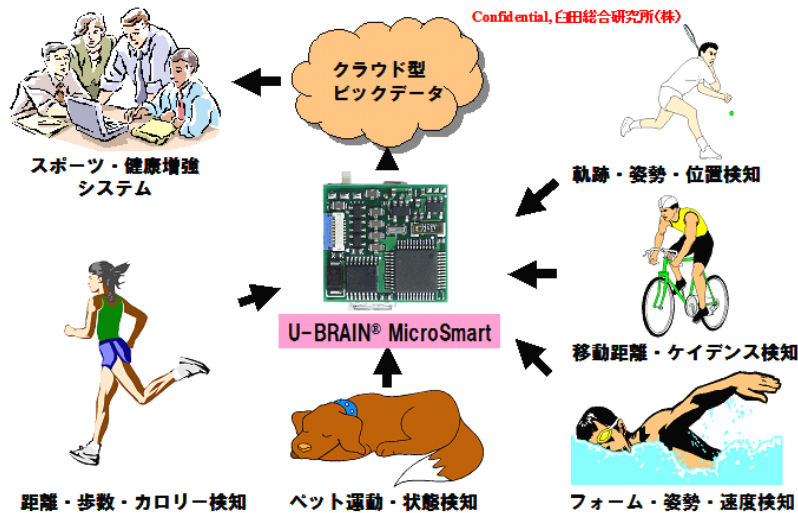 Confidential,臼田総合研究所(株)
クラウド型
ビックデータ
スポーツ・健康増強
システム
軌跡・姿勢・位置検知
U-BRAIN® MicroSmart
移動距離・ケイデンス検知
距離・歩数・カロリー検知
ペット運動・状態検知
フォーム・姿勢・速度検知